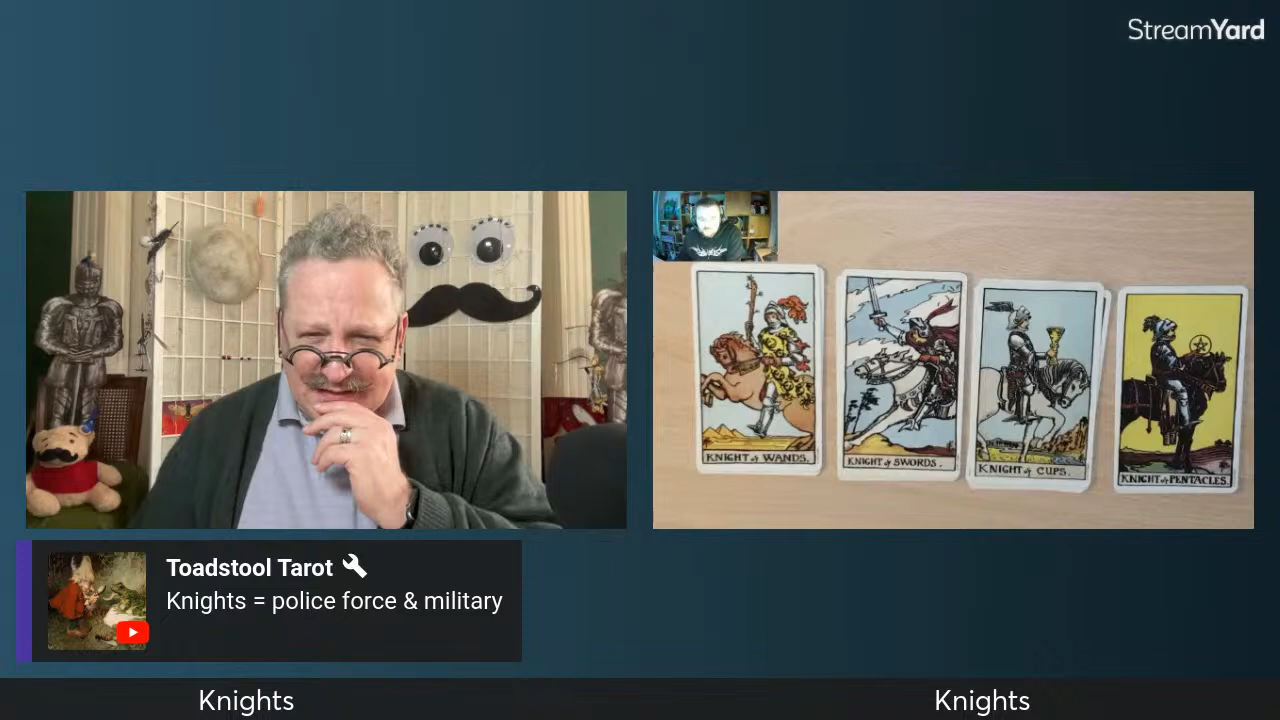 StreamYard
KNIGHT of WANDS.
KNIGHT of SWORDS.
KNIGHT of CUPS.
KNIGHT of PENTACLES.
Toadstool Tarot
Knights = police force & military
Knights
Knights